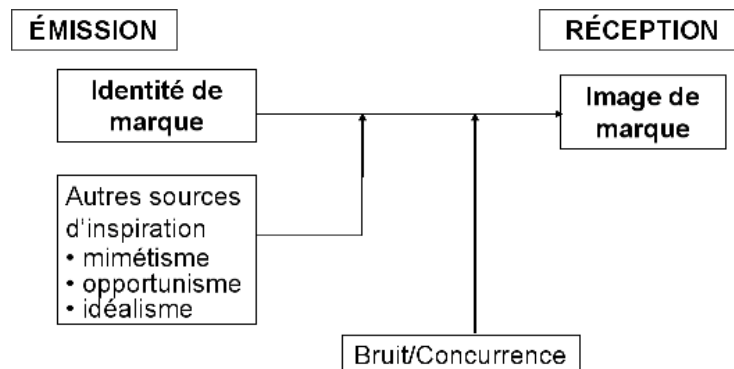 ÉMISSION
RÉCEPTION
Identité de
marque
Image de
marque
Autres sources
d'inspiration
• mimétisme
• opportunisme
• idéalisme
Bruit/Concurrence